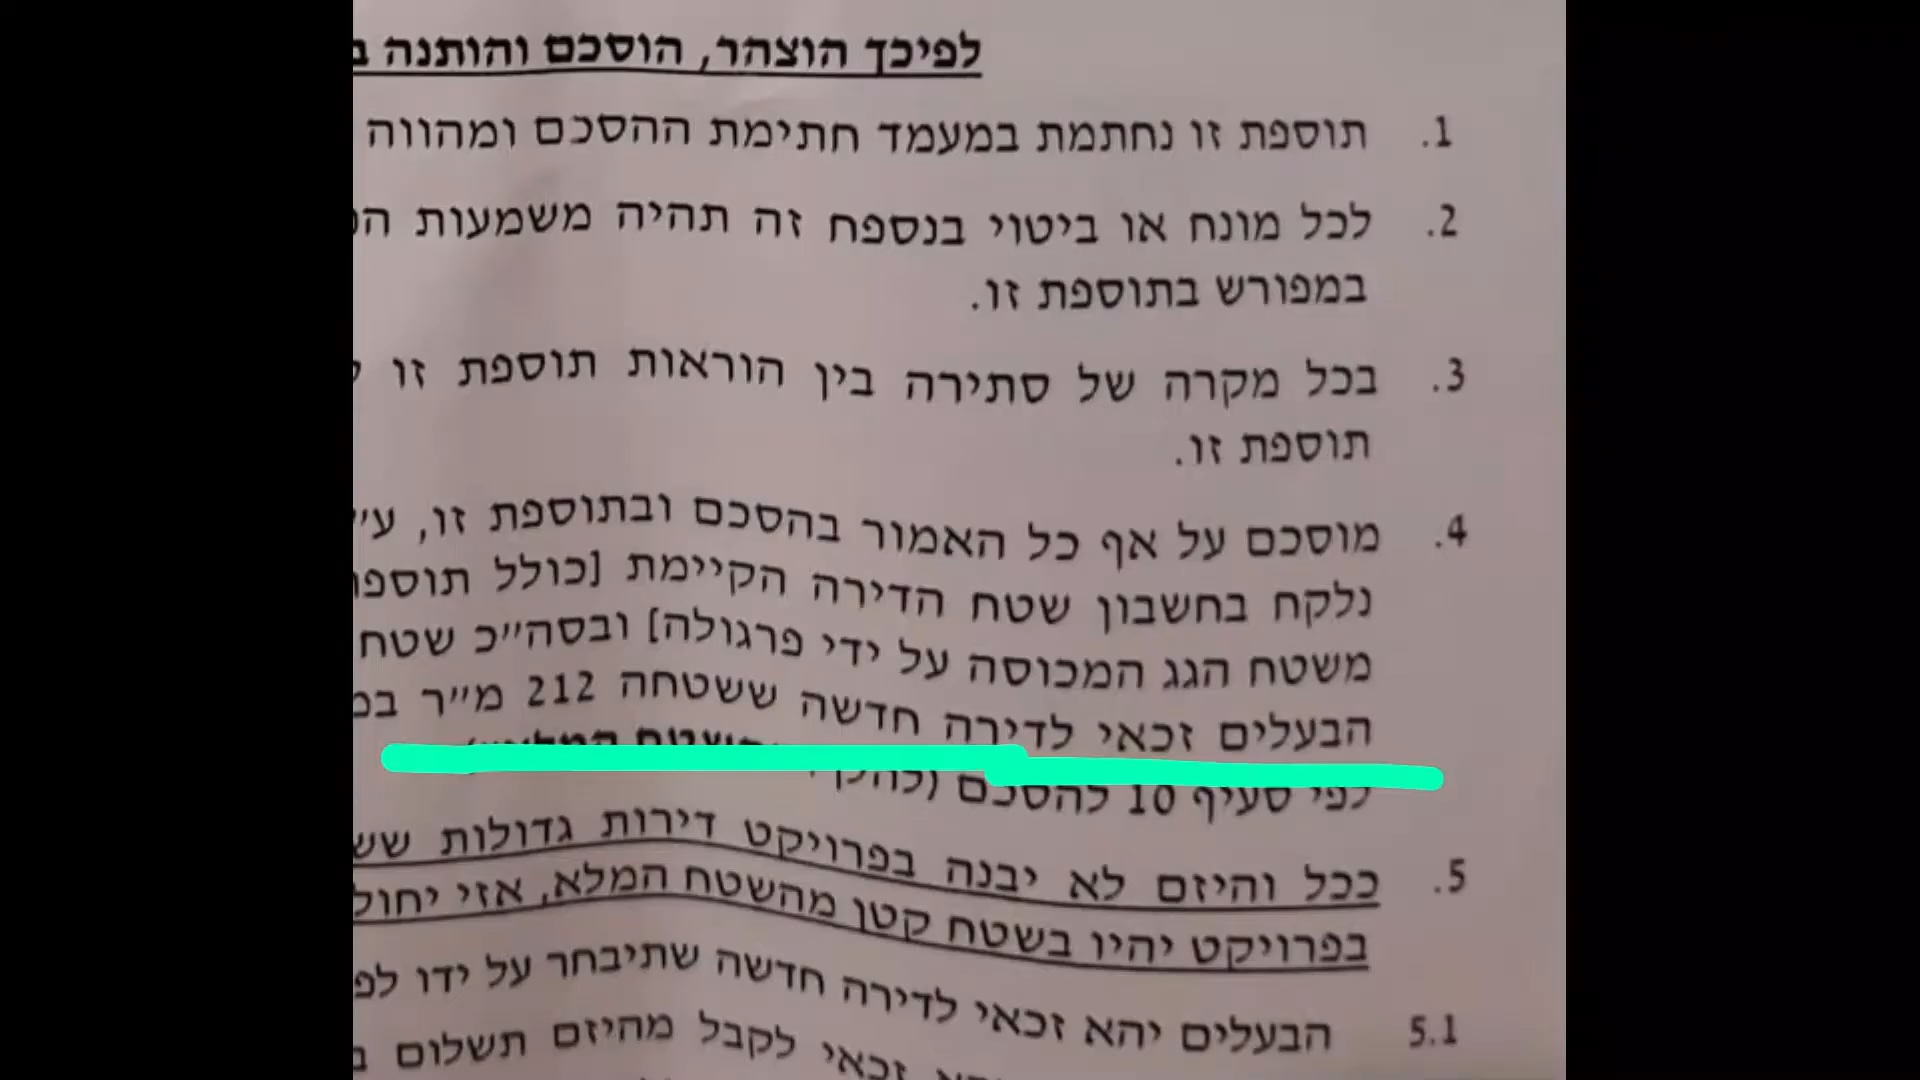 לפיכך הוצהר, הוסכם והותנה
1. תוספת זו נחתמת במעמד חתימת ההסכם ומהווה
2. לכל מונח או ביטוי בנספח זה תהיה משמעות
במפורש בתוספת זו.
3. בכל מקרה של סתירה בין הוראות תוספת זו
תוספת זו.
4. מוסכם על אף כל האמור בהסכם ובתוספת זו,
נלקח בחשבון שטח הדירה הקיימת [כולל
משטח הגג המכוסה על ידי פרגולה] ובסה"כ שטח
הבעלים זכאי לדירה חדשה ששטחה 212 מ"ר
לפי סעיף 10 להסכם
5. ככל והיזם לא יבנה בפרויקט דירות גדולות
בפרויקט יהיו בשטח קטן מהשטח המלא, אזי
5.1 הבעלים יהא זכאי לדירה חדשה שתיבחר על ידו
זכאי לקבל מהיזם תשלום